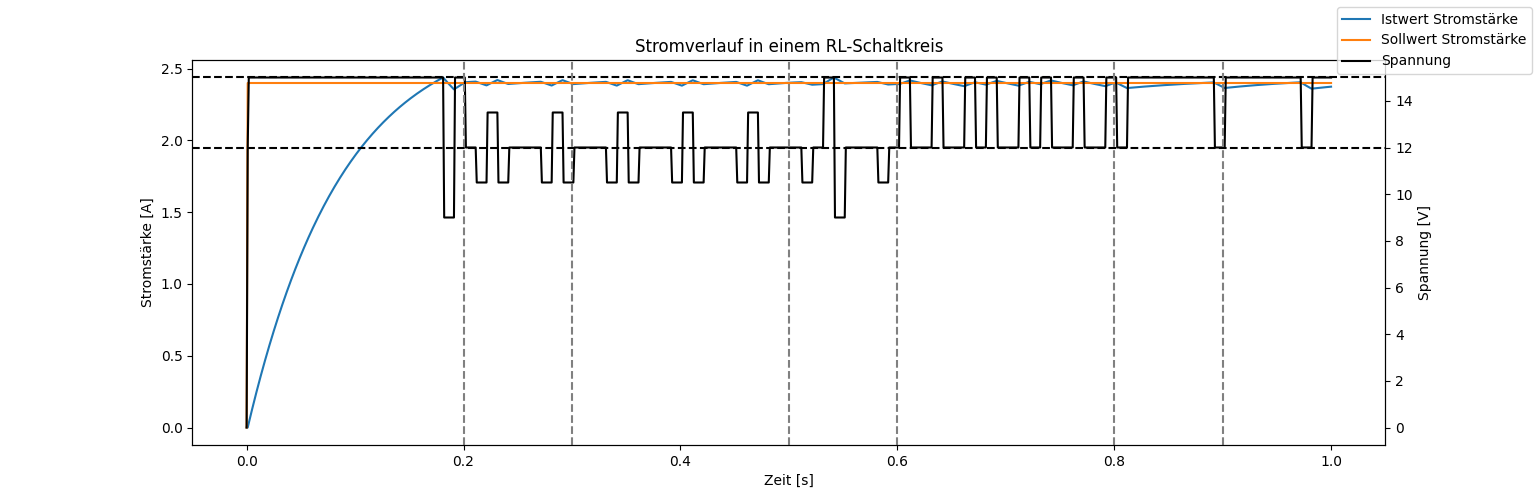 Stromverlauf in einem RL-Schaltkreis
Istwert Stromstärke
Sollwert Stromstärke
Spannung
Stromstärke [A]
2.5
2.0
1.5
1.0
0.5
0.0
14
12
10
8
6
4
2
0
Spannung [V]
0.0 0.2 0.4 0.6 0.8 1.0
Zeit [s]